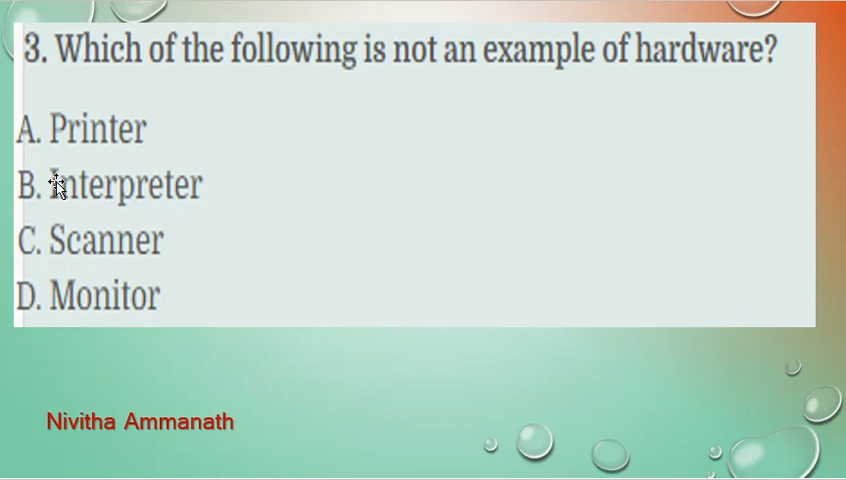 3. Which of the following is not an example of hardware?
A. Printer
B. Interpreter
C. Scanner
D. Monitor
Nivitha Ammanath